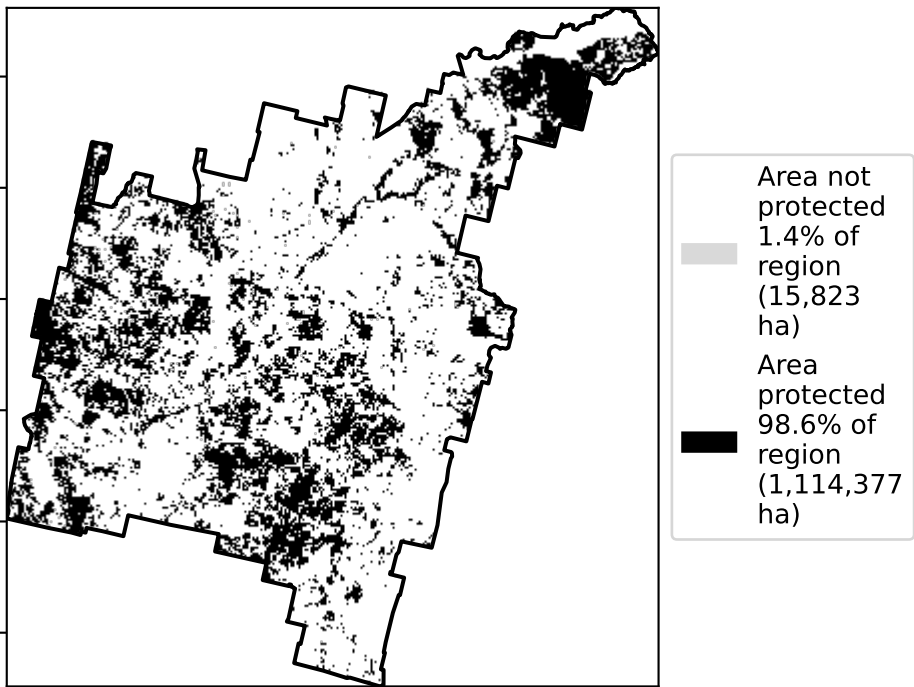 Area not
protected
1.4% of
region
(15,823
ha)
Area
protected
98.6% of
region
(1,114,377
ha)